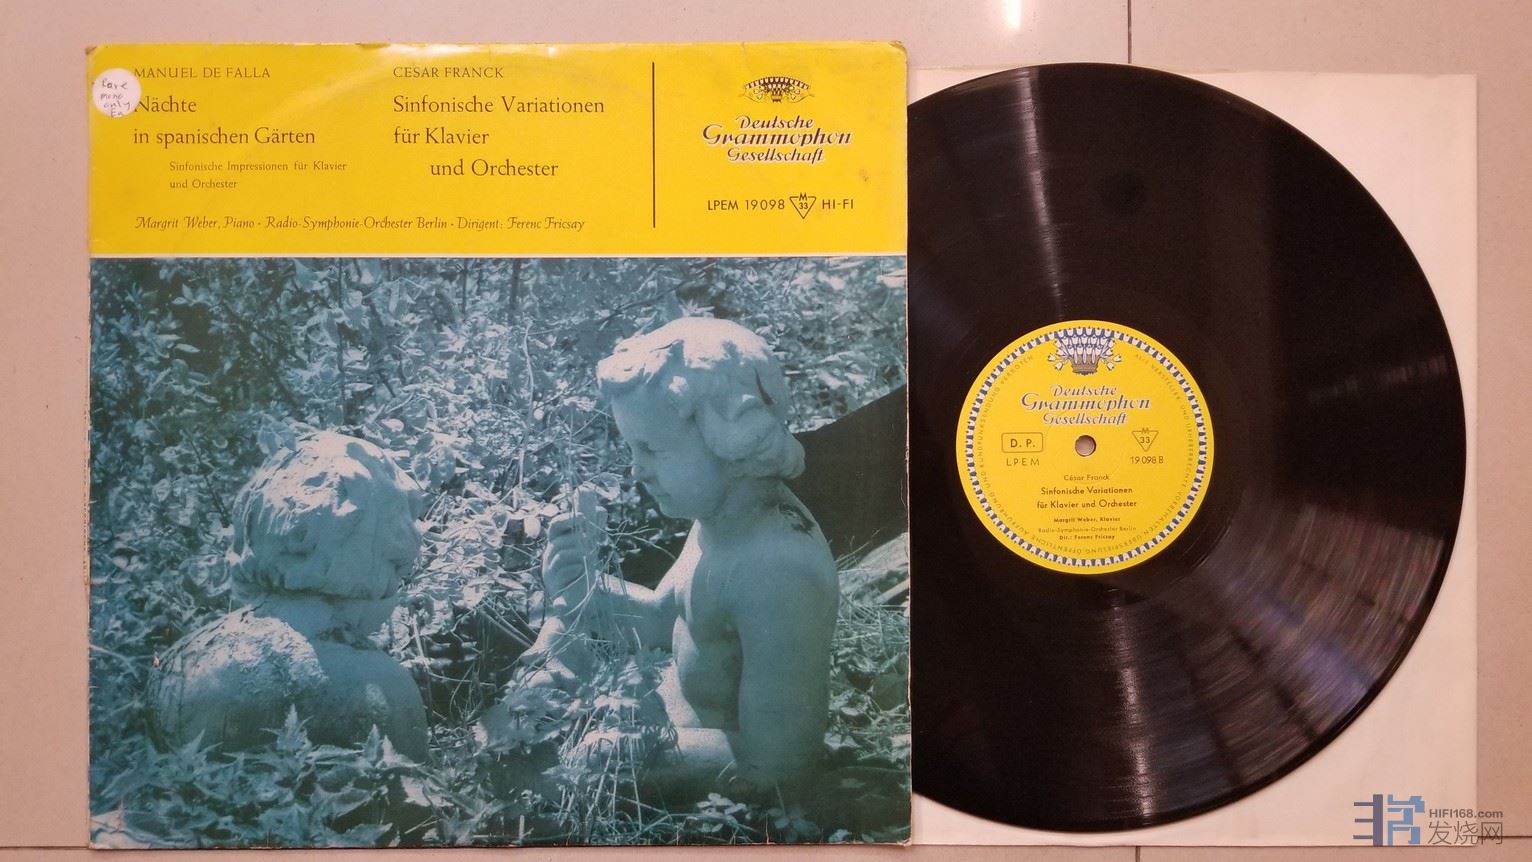 Rare
mono
only
MANUEL DE FALLA
Nächte
in spanischen Gärten
Sinfonische Impressionen für Klavier
und Orchester
CESAR FRANCK
Sinfonische Variationen
für Klavier
und Orchester
Margrit Weber, Piano · Radio-Symphonie-Orchester Berlin · Dirigent: Ferenc Fricsay
Deutsche
Grammophon
Gesellschaft
LPEM 19098 M 33 HI-FI
Deutsche
Grammophon
Gesellschaft
D. P.
LPEM
M
33
19 098 B
César Franck
Sinfonische Variationen
für Klavier und Orchester
Margrit Weber, Klavier
Radio-Symphonie-Orchester Berlin
Dir.: Ferenc Fricsay
HIFI168.com
发烧网